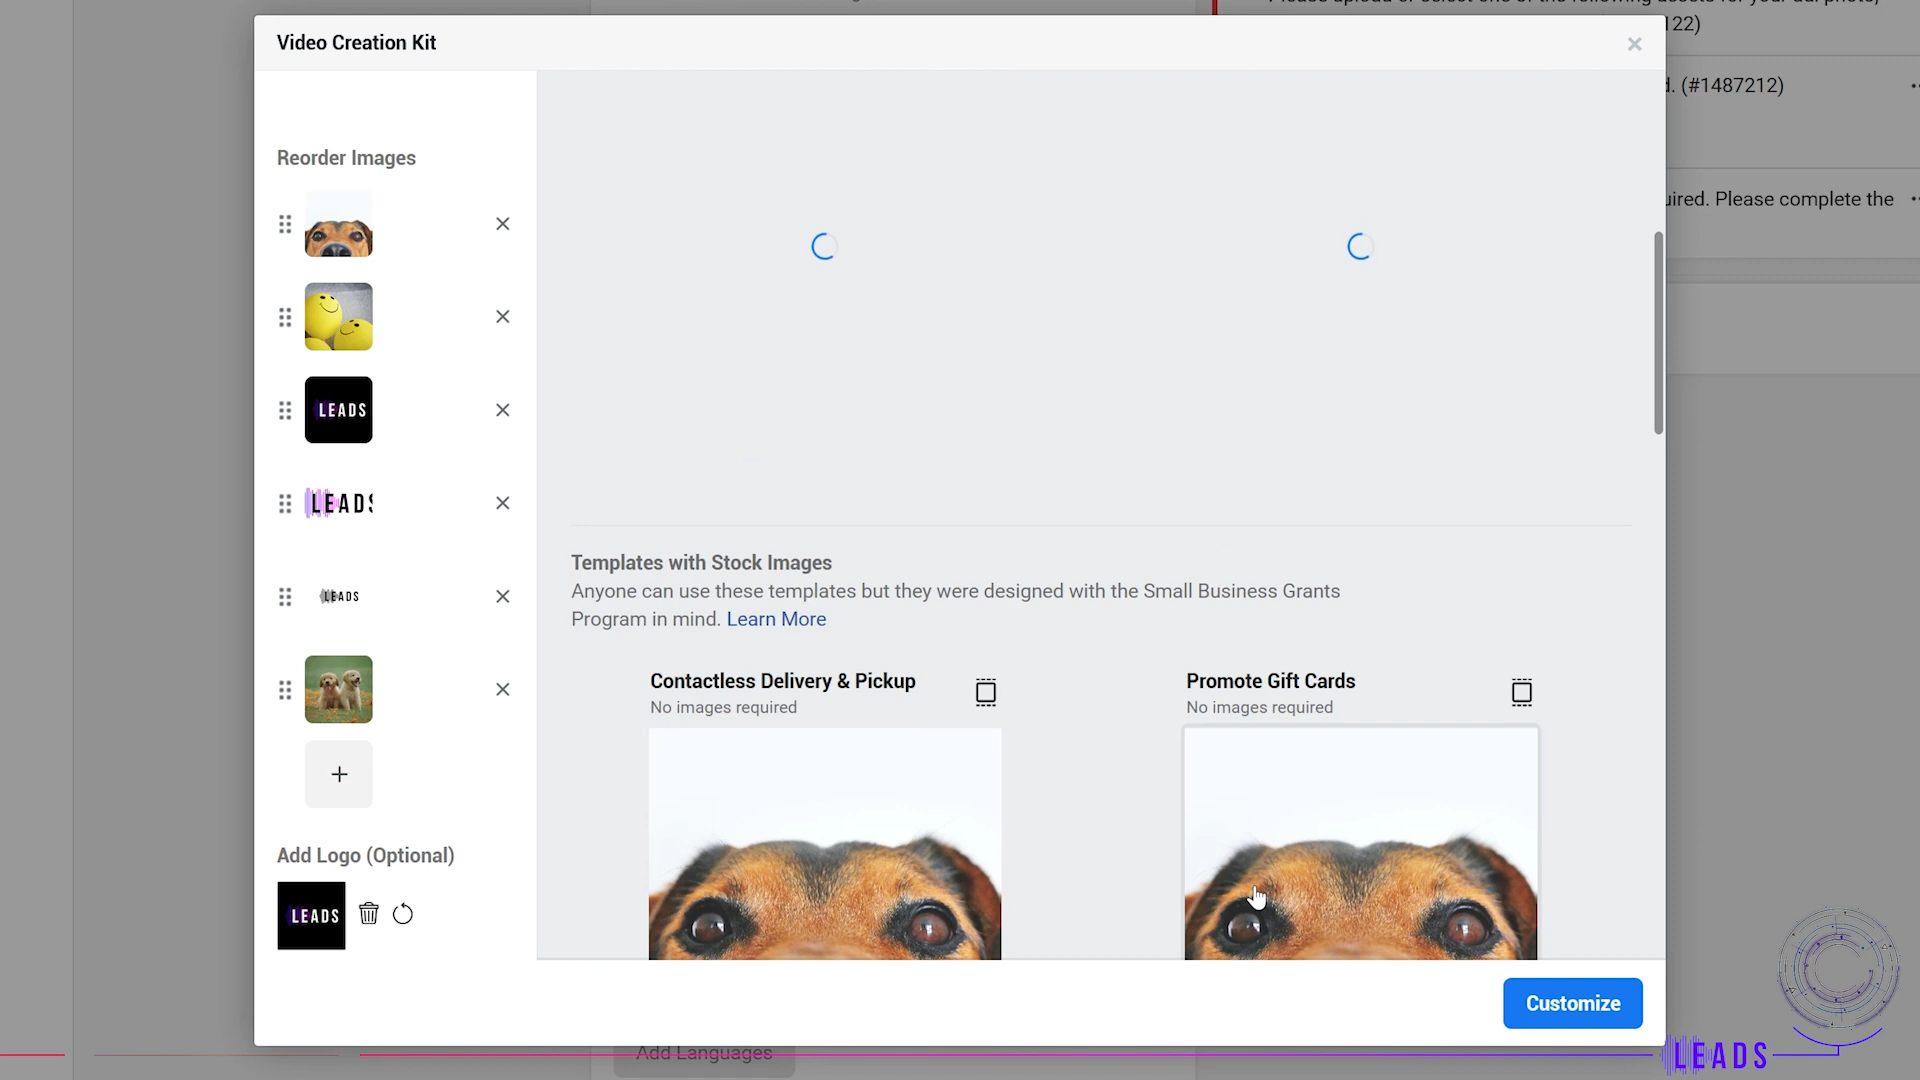 Video Creation Kit
122)
d. (#1487212)
uired. Please complete the
Reorder Images
LEADS
LEADS
LEADS
Templates with Stock Images
Anyone can use these templates but they were designed with the Small Business Grants
Program in mind. Learn More
Contactless Delivery & Pickup
No images required
Promote Gift Cards
No images required
Add Logo (Optional)
LEADS
Customize
Add Languages
LEADS